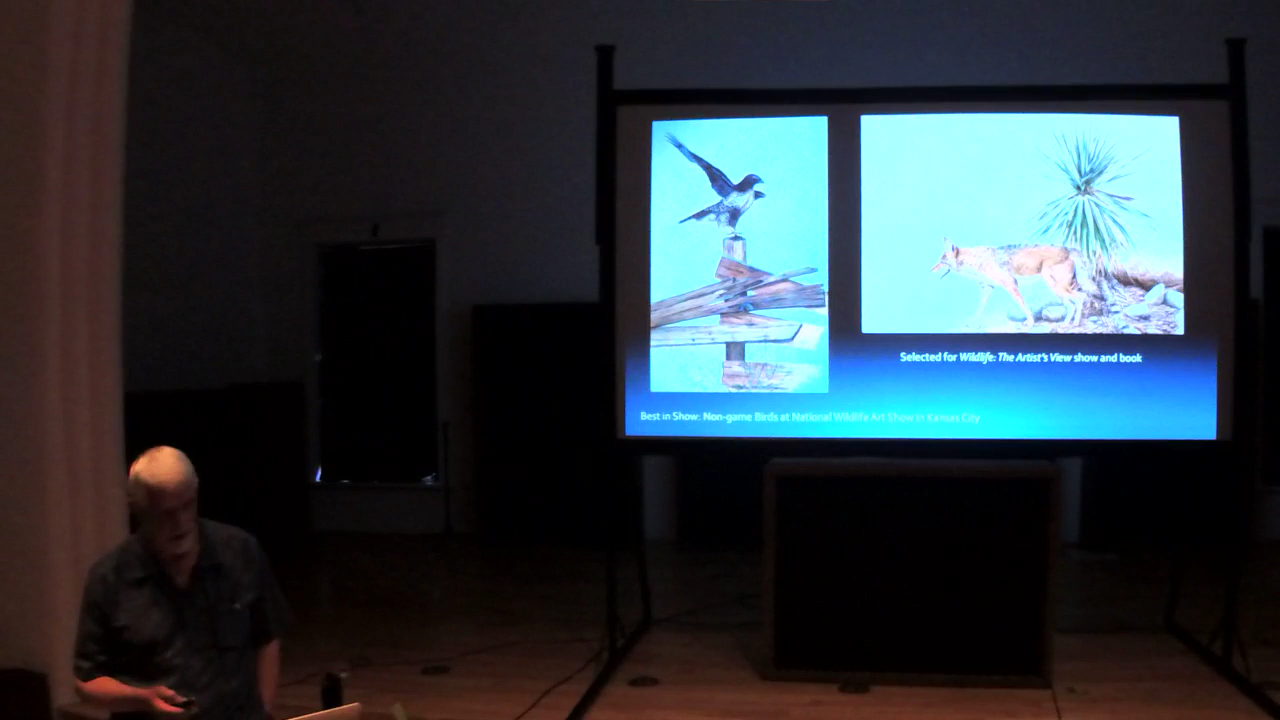 Selected for Wildlife: The Artist's View show and book
Best in Show: Non-game Birds at National Wildlife Art Show in Kansas City